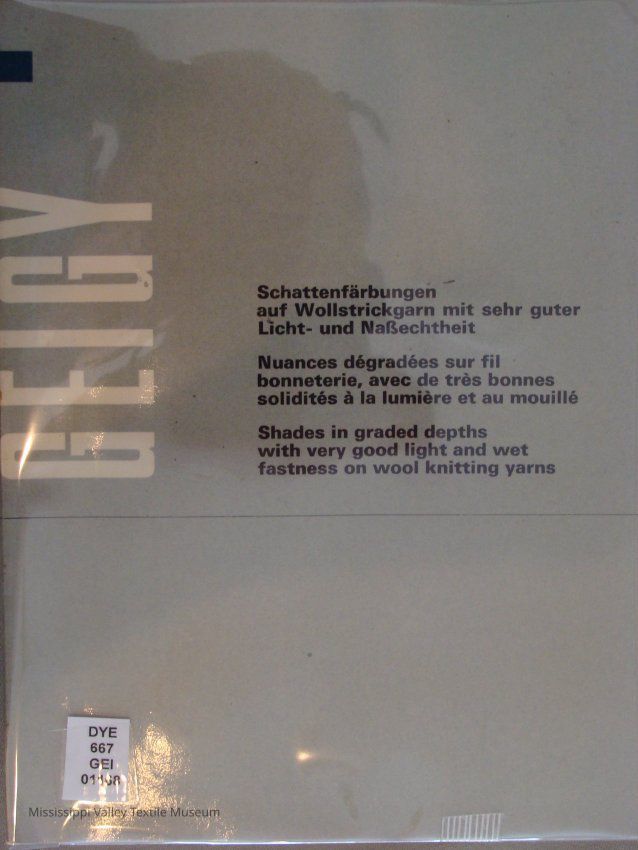 GEIGY
Schattenfärbungen
auf Wollstrickgarn mit sehr guter
Licht- und Naßechtheit
Nuances dégradées sur fil
bonneterie, avec de très bonnes
solidités à la lumière et au mouillé
Shades in graded depths
with very good light and wet
fastness on wool knitting yarns
DYE
667
GEI
Mississippi Valley Textile Museum